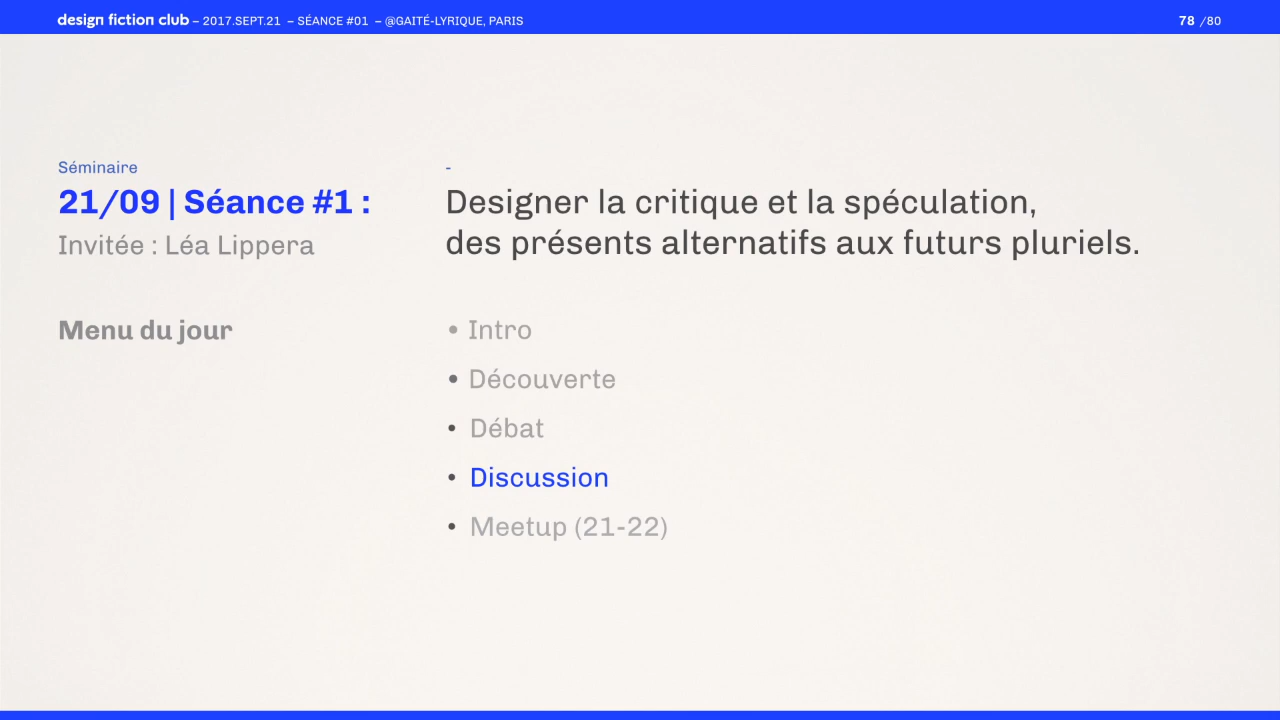 design fiction club – 2017.SEPT.21 – SÉANCE #01 – @GAITÉ-LYRIQUE, PARIS
78 /80
Séminaire
-
21/09 | Séance #1 :
Designer la critique et la spéculation,
Invitée : Léa Lippera
des présents alternatifs aux futurs pluriels.
Menu du jour
• Intro
• Découverte
• Débat
• Discussion
• Meetup (21-22)